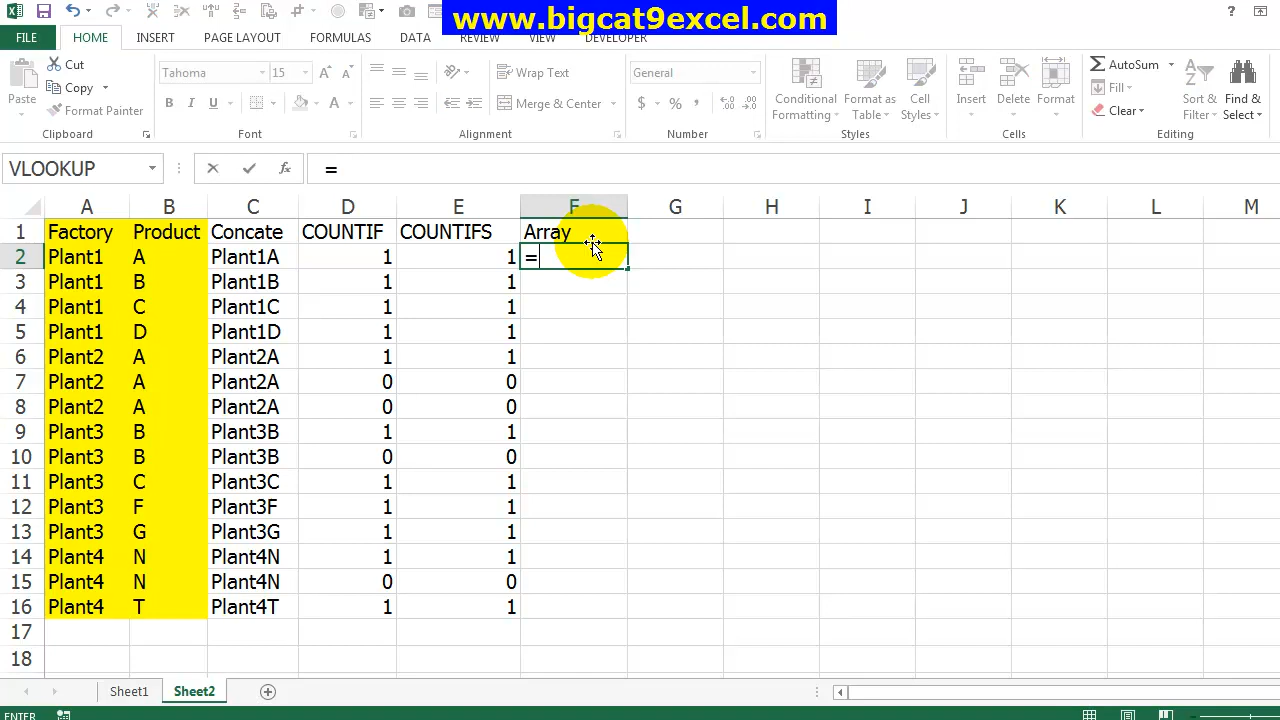 www.bigcat9excel.com
?
FILE HOME INSERT PAGE LAYOUT FORMULAS DATA REVIEW VIEW DEVELOPER
Cut
Copy
Format Painter
Paste
Clipboard
Tahoma 15
B I U
A
Font
Wrap Text
Merge & Center
Alignment
General
$ % ,
Number
Conditional Formatting
Format as Table
Cell Styles
Styles
Insert Delete Format
Cells
Σ AutoSum
Fill
Clear
Sort & Filter
Find & Select
Editing
VLOOKUP fx =
A B C D E F G H I J K L M
1 Factory Product Concate COUNTIF COUNTIFS Array
2 Plant1 A Plant1A 1 1 =
3 Plant1 B Plant1B 1 1
4 Plant1 C Plant1C 1 1
5 Plant1 D Plant1D 1 1
6 Plant2 A Plant2A 1 1
7 Plant2 A Plant2A 0 0
8 Plant2 A Plant2A 0 0
9 Plant3 B Plant3B 1 1
10 Plant3 B Plant3B 0 0
11 Plant3 C Plant3C 1 1
12 Plant3 F Plant3F 1 1
13 Plant3 G Plant3G 1 1
14 Plant4 N Plant4N 1 1
15 Plant4 N Plant4N 0 0
16 Plant4 T Plant4T 1 1
17
18
Sheet1 Sheet2
ENTER